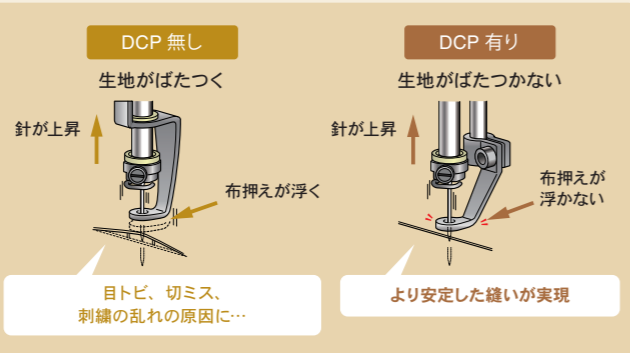 DCP 無し
生地がばたつく
針が上昇
布押えが浮く
目トビ、切ミス、
刺繍の乱れの原因に…
DCP 有り
生地がばたつかない
針が上昇
布押えが
浮かない
より安定した縫いが実現